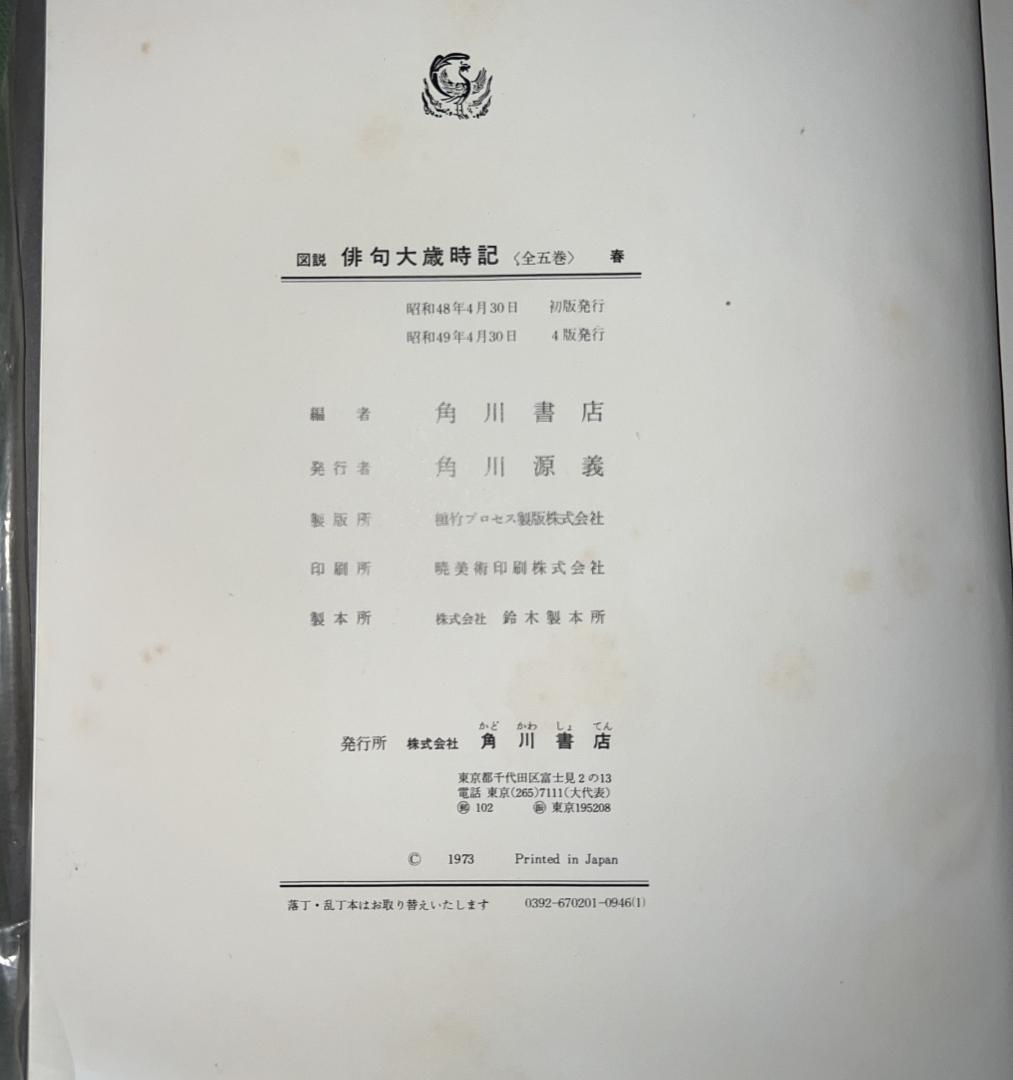 図説 俳句大歳時記〈全五巻〉 春
昭和48年4月30日 初版発行
昭和49年4月30日 4版発行
編者 角川書店
発行者 角川源義
製版所 植竹プロセス製版株式会社
印刷所 暁美術印刷株式会社
製本所 株式会社 鈴木製本所
かど かわ しょ てん
発行所 株式会社 角川書店
東京都千代田区富士見2の13
電話 東京(265)7111(大代表)
郵 102 振 東京195208
© 1973 Printed in Japan
落丁・乱丁本はお取り替えいたします 0392-670201-0946(1)